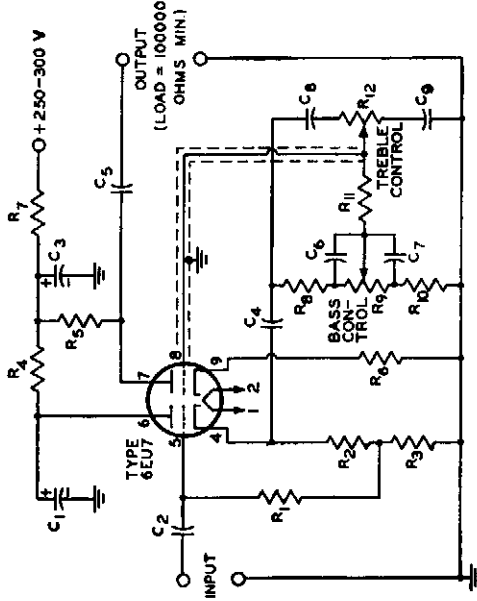 +250-300 V
R₇
R₄
C₃
+
−
C₁
+
−
R₅
C₅
OUTPUT
(LOAD = 100000
OHMS MIN.)
TYPE
6EU7
6
7
5
8
4
9
1
2
C₂
INPUT
C₄
C₈
R₁
R₂
R₃
R₆
R₈
C₆
R₁₁
R₁₂
BASS
CON-
TROL
R₉
C₇
TREBLE
CONTROL
R₁₀
C₉